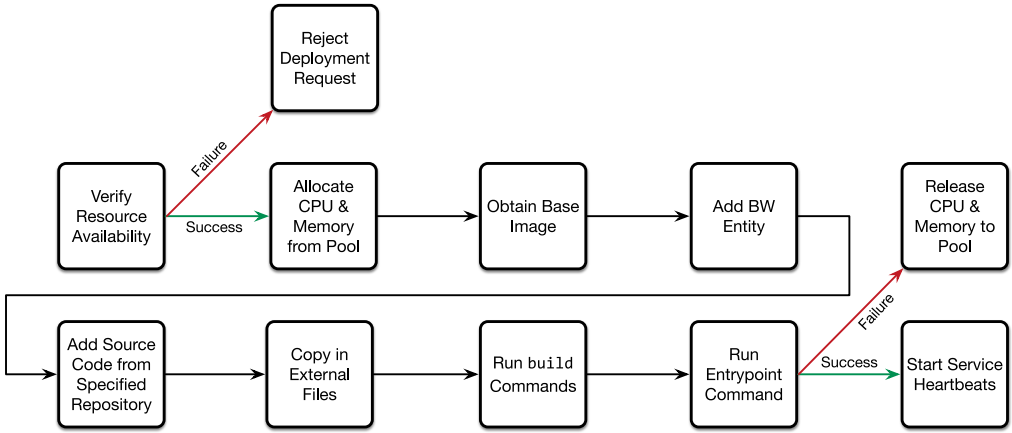 Reject
Deployment
Request
Failure
Verify
Resource
Availability
Success
Allocate
CPU &
Memory
from Pool
Obtain Base
Image
Add BW
Entity
Release
CPU &
Memory to
Pool
Add Source
Code from
Specified
Repository
Copy in
External
Files
Run build
Commands
Run
Entrypoint
Command
Failure
Success
Start Service
Heartbeats